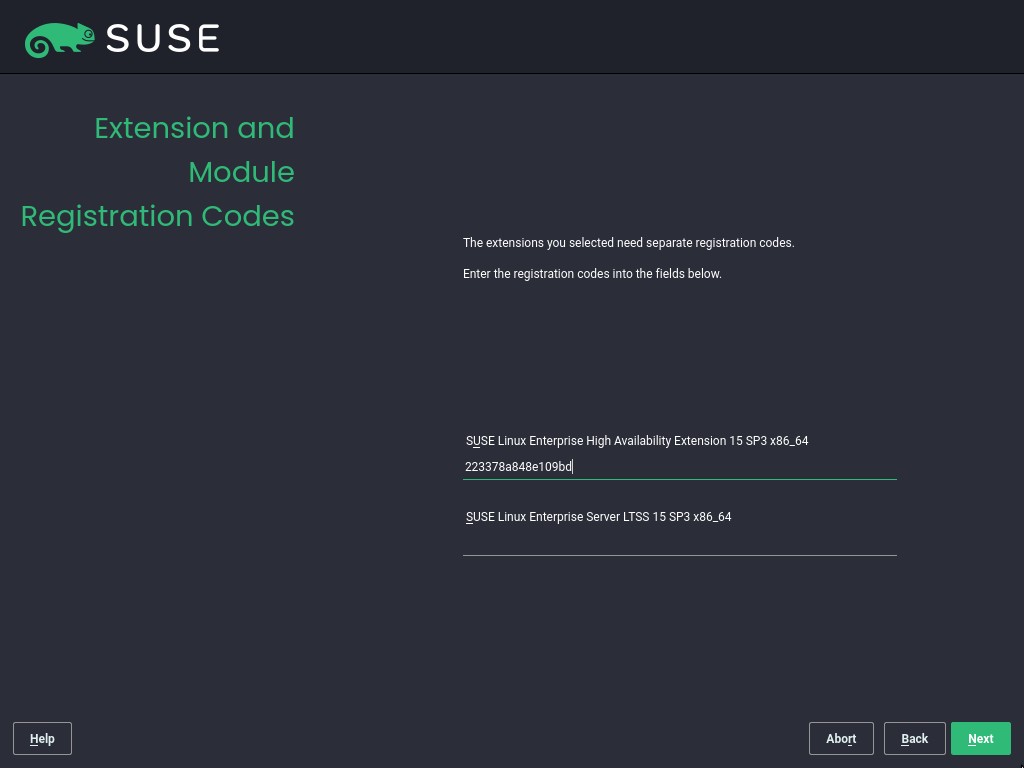 SUSE
Extension and
Module
Registration Codes
The extensions you selected need separate registration codes.
Enter the registration codes into the fields below.
SUSE Linux Enterprise High Availability Extension 15 SP3 x86_64
223378a848e109bd
SUSE Linux Enterprise Server LTSS 15 SP3 x86_64
Help
Abort
Back
Next